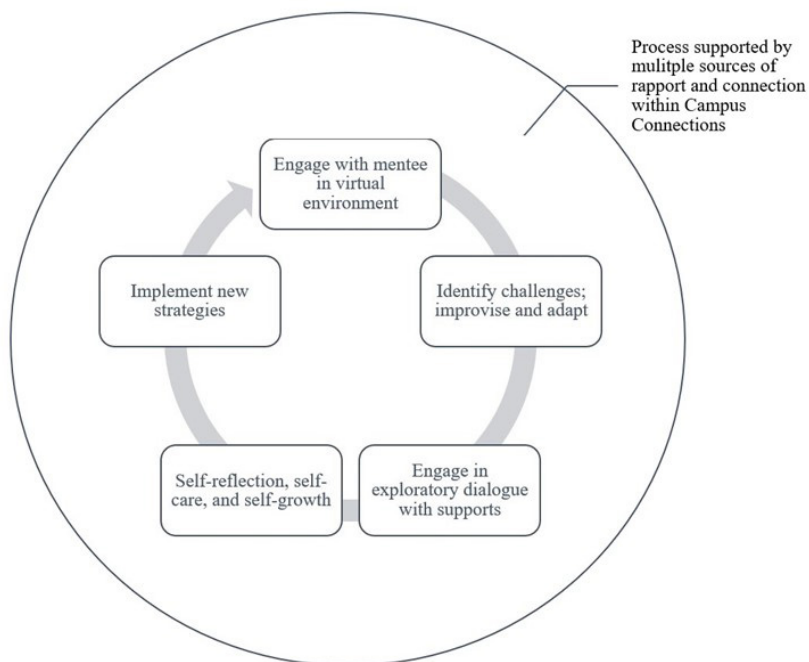 Process supported by
mulitple sources of
rapport and connection
within Campus
Connections
Engage with mentee
in virtual
environment
Identify challenges;
improvise and adapt
Engage in
exploratory dialogue
with supports
Self-reflection, self-
care, and self-growth
Implement new
strategies